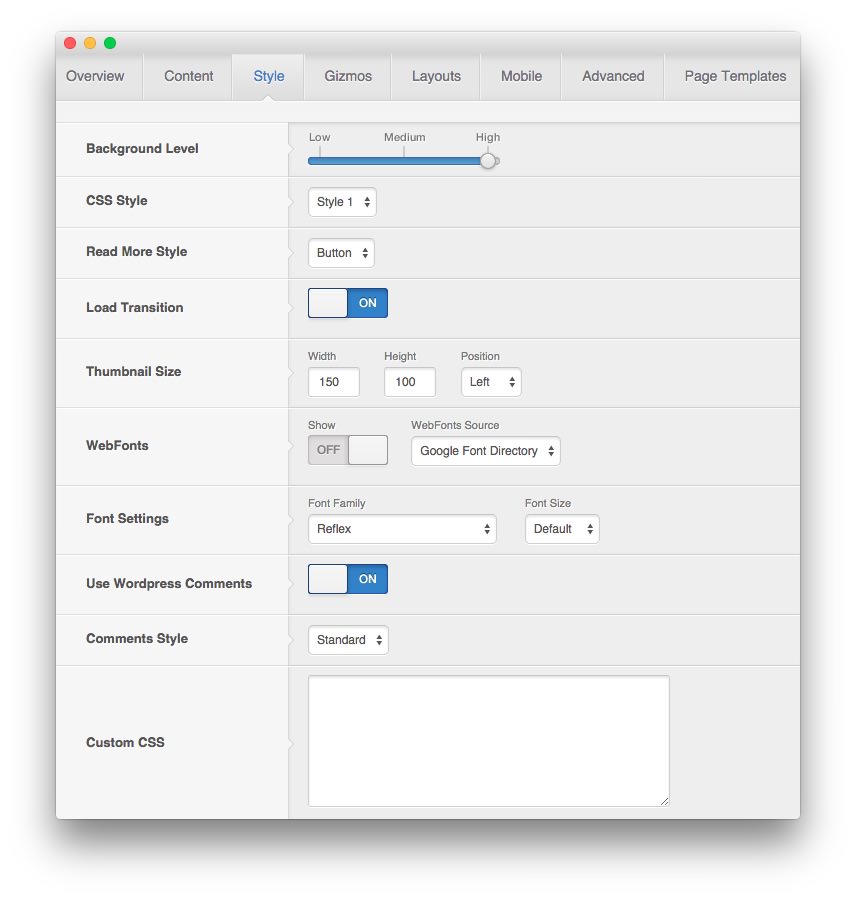 Overview Content Style Gizmos Layouts Mobile Advanced Page Templates
Background Level
Low Medium High
CSS Style
Style 1
Read More Style
Button
Load Transition
ON
Thumbnail Size
Width Height Position
150 100 Left
WebFonts
Show WebFonts Source
OFF Google Font Directory
Font Settings
Font Family Font Size
Reflex Default
Use Wordpress Comments
ON
Comments Style
Standard
Custom CSS